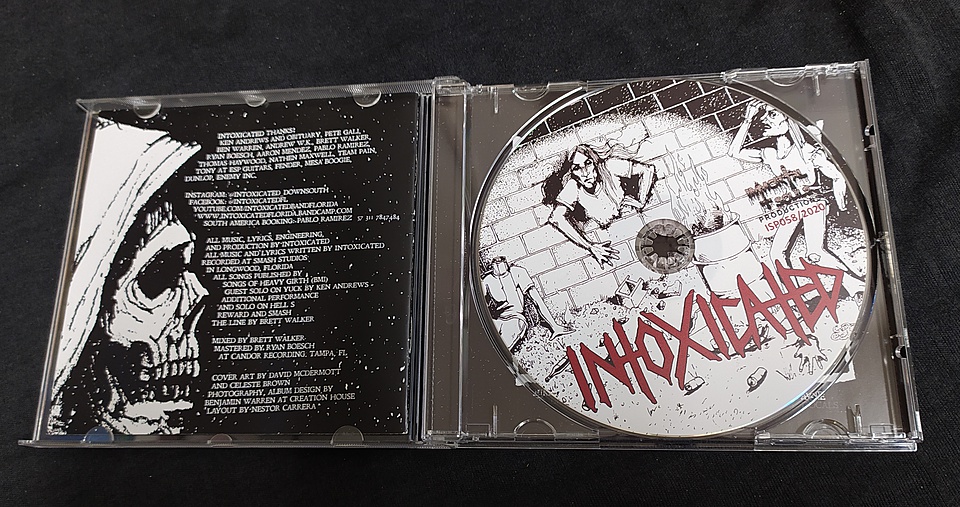 INTOXICATED THANKS!
KEN ANDREWS AND OBITUARY, PETE GALL,
BEN WARREN, ANDREW W.K., BRETT WALKER,
RYAN BOESCH, AARON MENDEZ, PABLO RAMIREZ,
THOMAS HAYWOOD, NATHEN MAXWELL, TEAM PAIN,
TONY AT ESP GUITARS, FENDER, MESA BOOGIE,
DUNLOP, ENEMY INC.
INSTAGRAM: @INTOXICATED_DOWNSOUTH
FACEBOOK: @INTOXICATEDFL
YOUTUBE.COM/INTOXICATEDBANDFLORIDA
WWW.INTOXICATEDFLORIDA.BANDCAMP.COM
SOUTH AMERICA BOOKING: PABLO RAMIREZ 57 311 7847484
ALL MUSIC, LYRICS, ENGINEERING,
AND PRODUCTION BY INTOXICATED
ALL MUSIC AND LYRICS WRITTEN BY INTOXICATED
RECORDED AT SMASH STUDIOS
IN LONGWOOD, FLORIDA
ALL SONGS PUBLISHED BY
SONGS OF HEAVY GIRTH (BMI)
GUEST SOLO ON YUCK BY KEN ANDREWS -
ADDITIONAL PERFORMANCE
AND SOLO ON HELL S
REWARD AND SMASH
THE LINE BY BRETT WALKER
MIXED BY BRETT WALKER
MASTERED BY RYAN BOESCH
AT CANDOR RECORDING, TAMPA, FL
COVER ART BY DAVID MCDERMOTT
AND CELESTE BROWN
PHOTOGRAPHY, ALBUM DESIGN BY
BENJAMIN WARREN AT CREATION HOUSE
LAYOUT BY NESTOR CARRERA
PRODUCTIONS
ISP058/2020
INTOXICATED